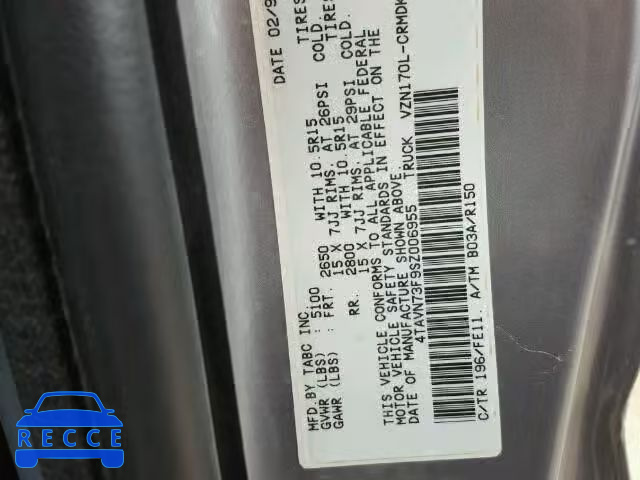 MFD.BY TABC INC. DATE 02/9
GVWR (LBS) : 5100
GAWR (LBS) : FRT. 2650 WITH 10.5R15 TIRES
15 X 7JJ RIMS. AT 26PSI COLD.
RR. 2800 WITH 10.5R15 TIRES
15 X 7JJ RIMS. AT 29PSI COLD.
THIS VEHICLE CONFORMS TO ALL APPLICABLE FEDERAL
MOTOR VEHICLE SAFETY STANDARDS IN EFFECT ON THE
DATE OF MANUFACTURE SHOWN ABOVE.
4TAVN73F9SZ006955 TRUCK VZN170L-CRMDK
C/TR 196/FE11. A/TM B03A/R150
RECCE